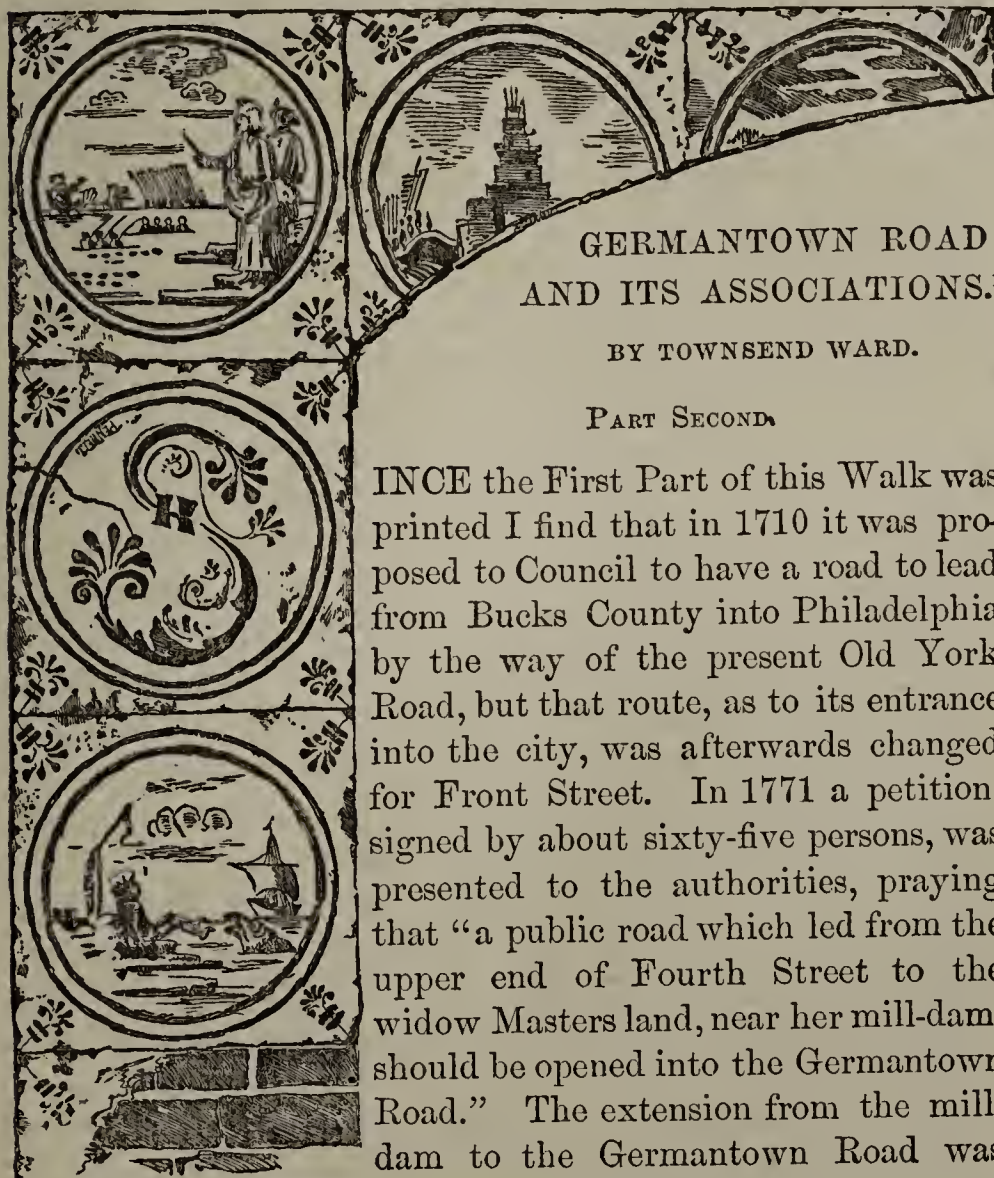 GERMANTOWN ROAD
AND ITS ASSOCIATIONS.
BY TOWNSEND WARD.
PART SECOND.
SINCE the First Part of this Walk was
printed I find that in 1710 it was pro-
posed to Council to have a road to lead
from Bucks County into Philadelphia
by the way of the present Old York
Road, but that route, as to its entrance
into the city, was afterwards changed
for Front Street. In 1771 a petition
signed by about sixty-five persons, was
presented to the authorities, praying
that “a public road which led from the
upper end of Fourth Street to the
widow Masters land, near her mill-dam
should be opened into the Germantown
Road.” The extension from the mill
dam to the Germantown Road was